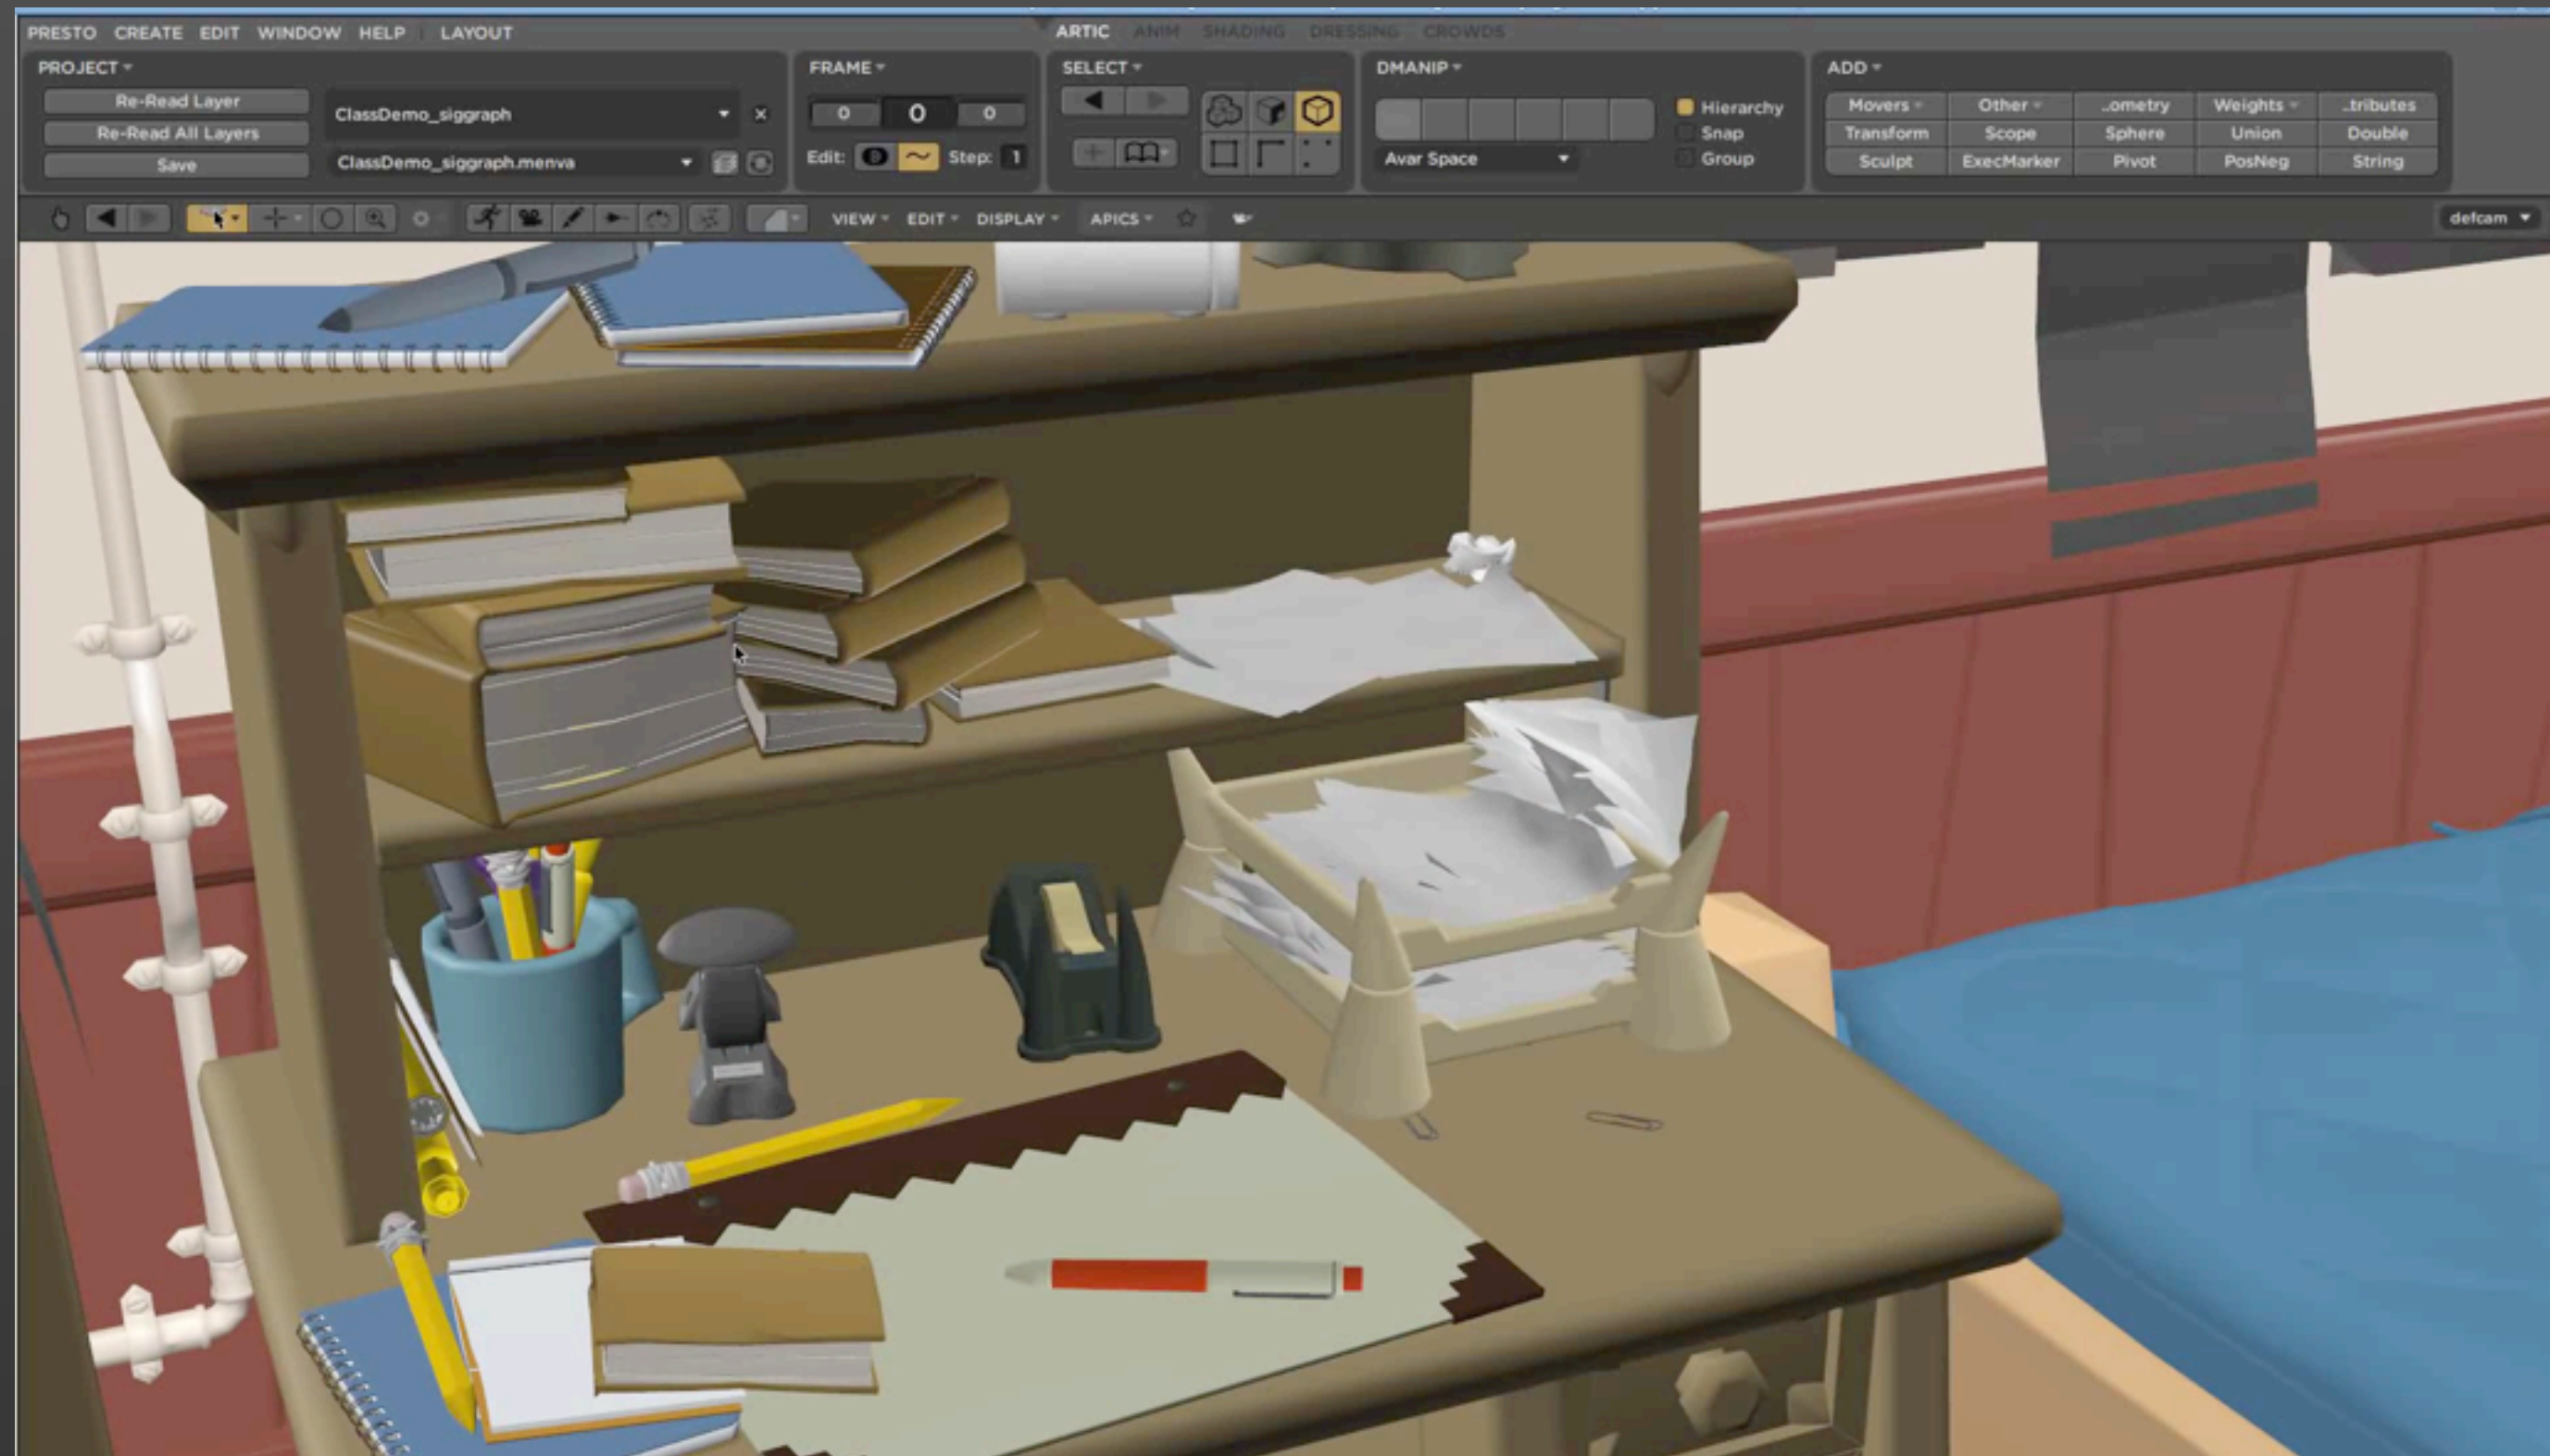 PRESTO CREATE EDIT WINDOW HELP LAYOUT
ARTIC ANIM SHADING DRESSING CROWDS
PROJECT
Re-Read Layer
Re-Read All Layers
Save
ClassDemo_siggraph
ClassDemo_siggraph.menva
FRAME
0 0 0
Edit: Step: 1
SELECT
DMANIP
Avar Space
Hierarchy
Snap
Group
ADD
Movers Other ..ometry Weights ..tributes
Transform Scope Sphere Union Double
Sculpt ExecMarker Pivot PosNeg String
VIEW EDIT DISPLAY APICS
defcam